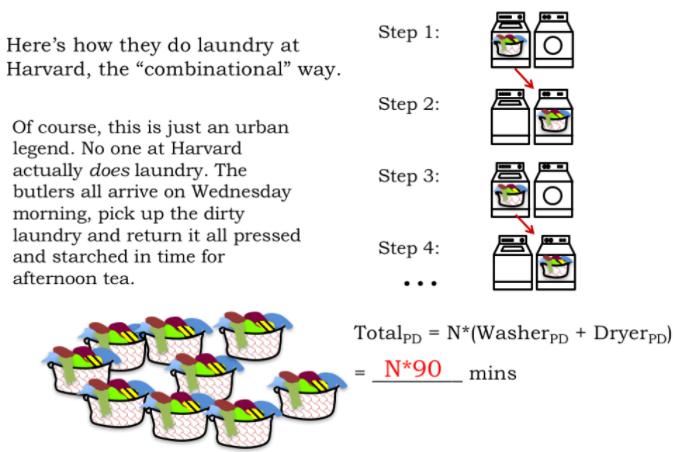 Here’s how they do laundry at
Harvard, the “combinational” way.
Of course, this is just an urban
legend. No one at Harvard
actually does laundry. The
butlers all arrive on Wednesday
morning, pick up the dirty
laundry and return it all pressed
and starched in time for
afternoon tea.
Step 1:
Step 2:
Step 3:
Step 4:
...
Total_PD = N*(Washer_PD + Dryer_PD)
= N*90 mins